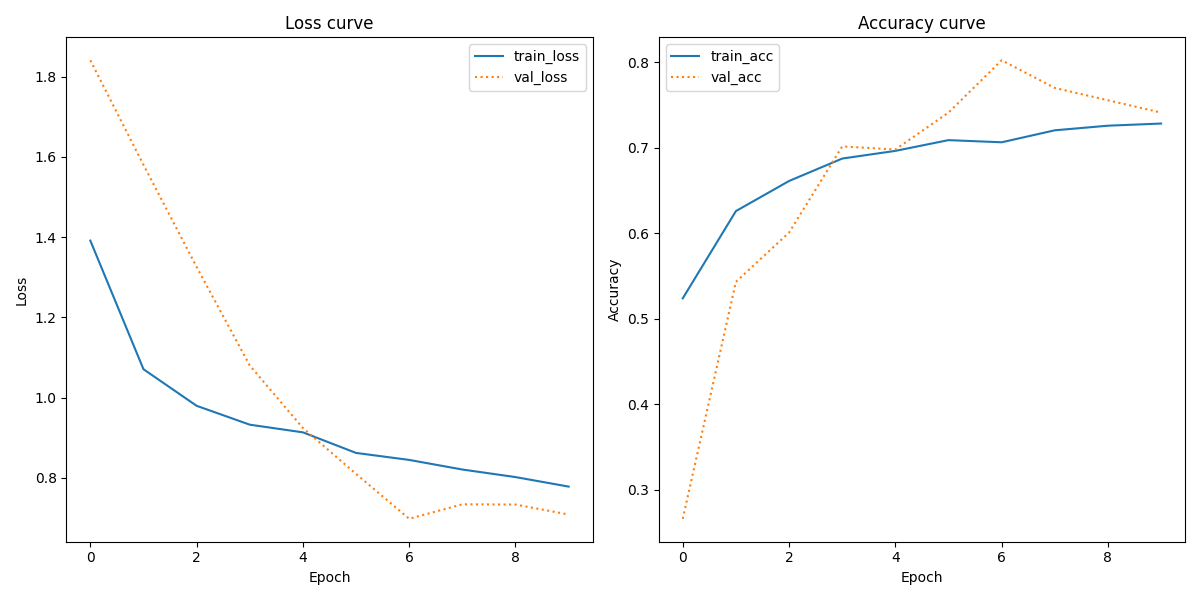 Loss curve
train_loss
val_loss
1.8
1.6
1.4
1.2
1.0
0.8
Loss
0
2
4
6
8
Epoch
Accuracy curve
train_acc
val_acc
0.8
0.7
0.6
0.5
0.4
0.3
Accuracy
0
2
4
6
8
Epoch